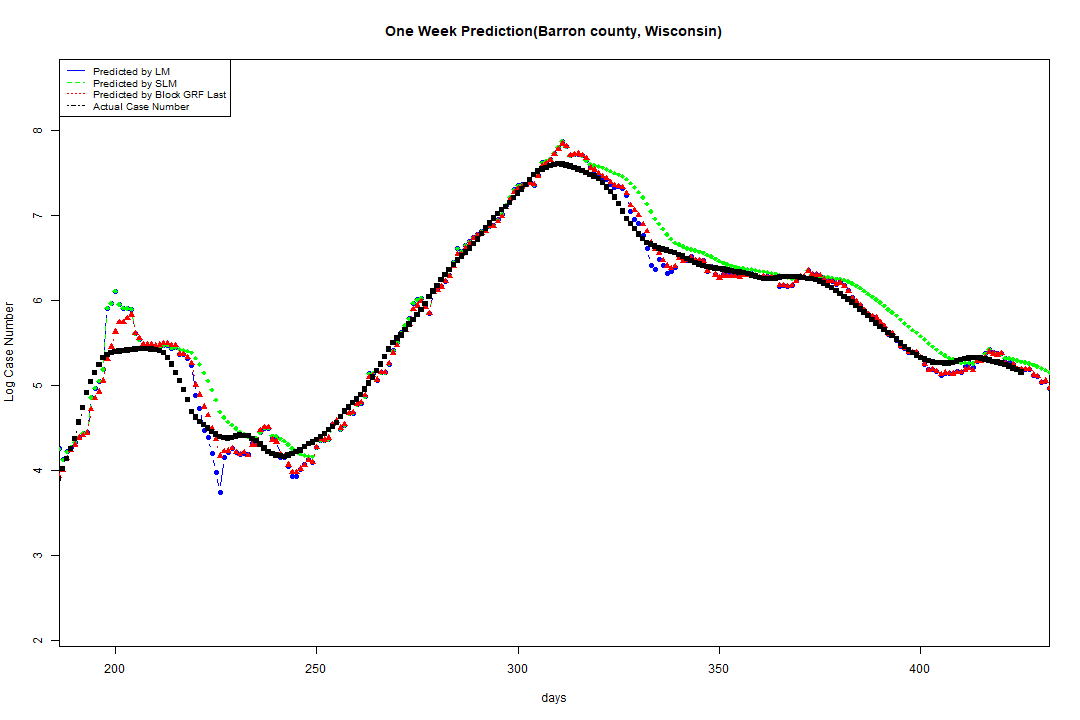 One Week Prediction(Barron county, Wisconsin)
Predicted by LM
Predicted by SLM
Predicted by Block GRF Last
Actual Case Number
8
7
6
5
4
3
2
Log Case Number
200 250 300 350 400
days